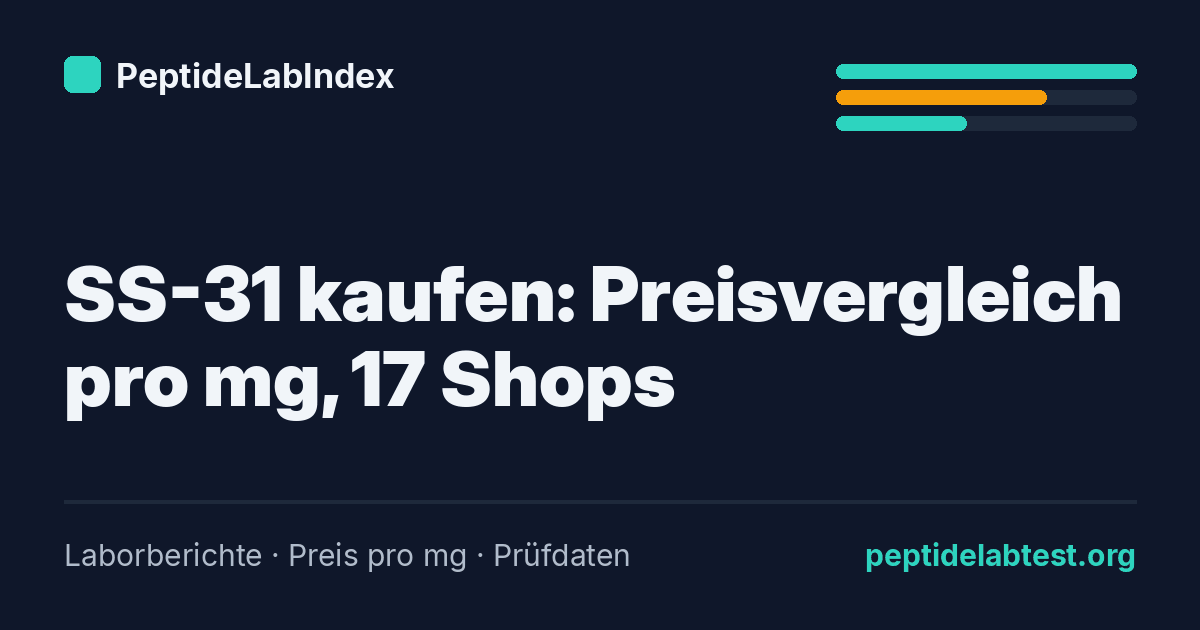 PeptideLabIndex
SS-31 kaufen: Preisvergleich
pro mg, 17 Shops
Laborberichte · Preis pro mg · Prüfdaten
peptidelabtest.org